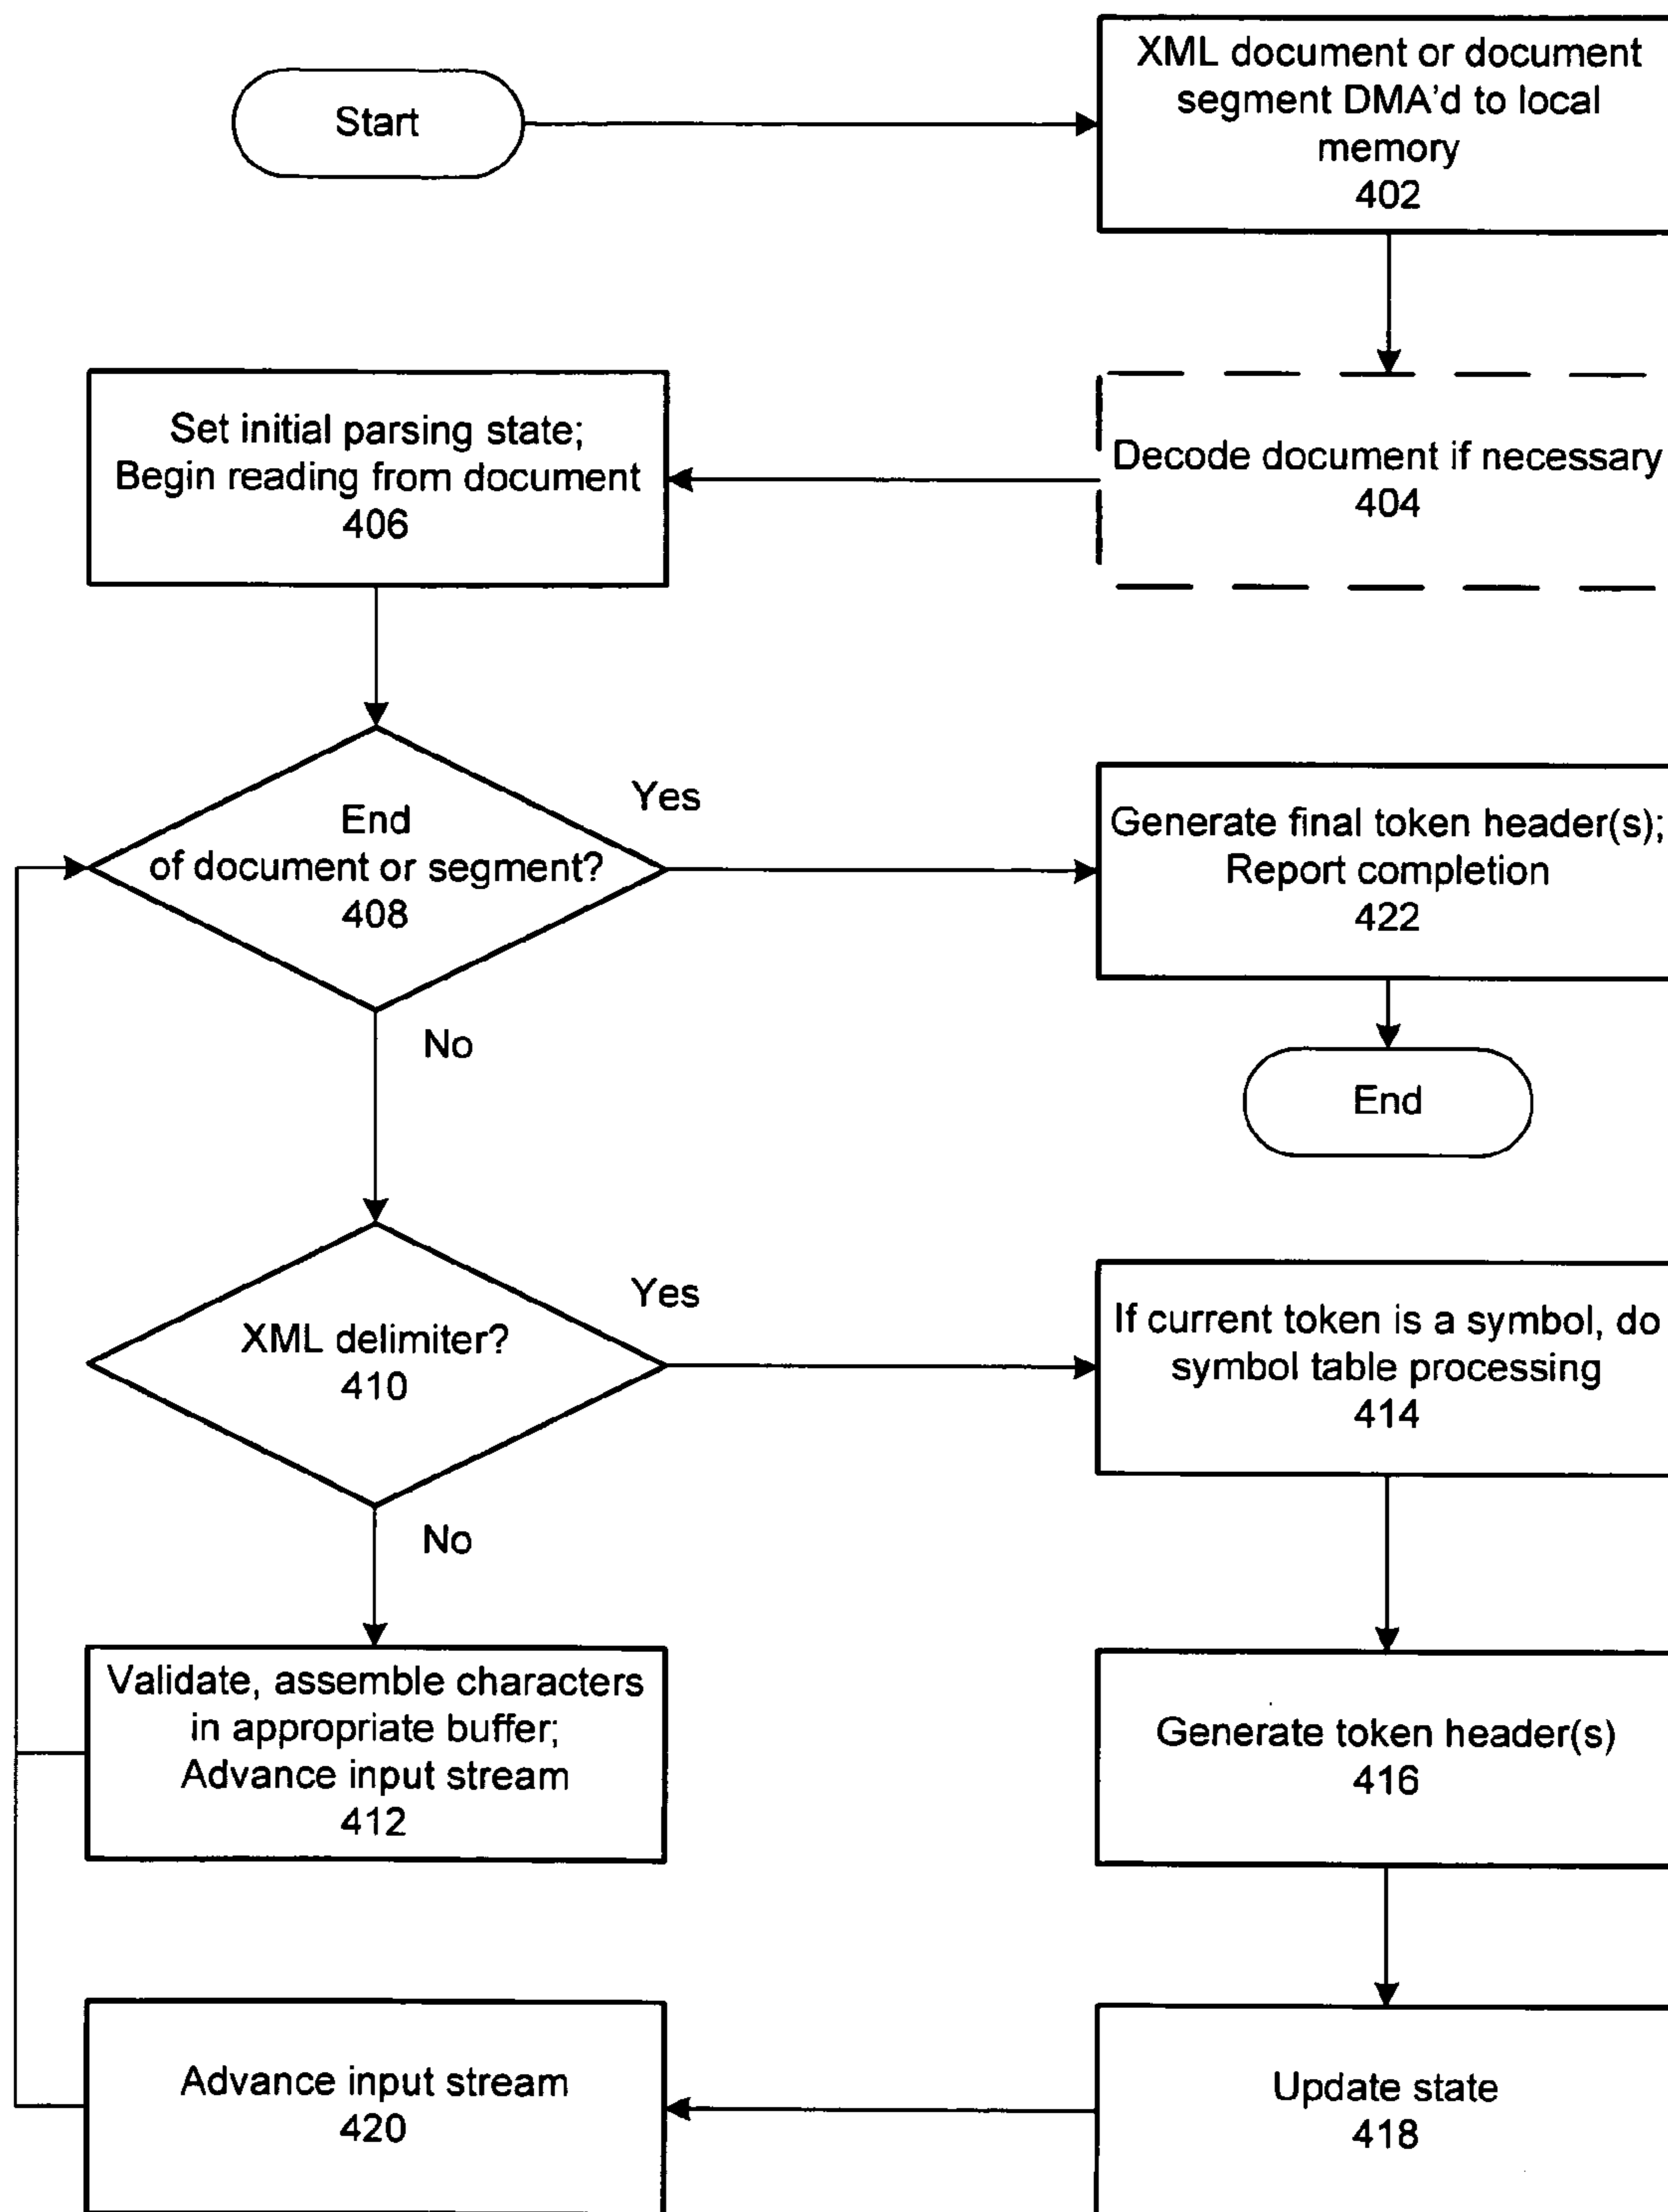 Start
XML document or document
segment DMA'd to local
memory
402
Decode document if necessary
404
Set initial parsing state;
Begin reading from document
406
End
of document or segment?
408
Yes
No
Generate final token header(s);
Report completion
422
End
XML delimiter?
410
Yes
No
If current token is a symbol, do
symbol table processing
414
Validate, assemble characters
in appropriate buffer;
Advance input stream
412
Generate token header(s)
416
Update state
418
Advance input stream
420